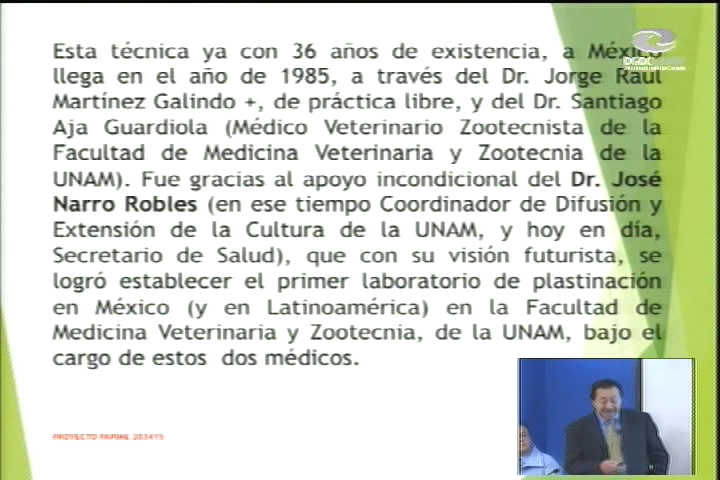 Esta técnica ya con 36 años de existencia, a México
llega en el año de 1985, a través del Dr. Jorge Raúl
Martínez Galindo +, de práctica libre, y del Dr. Santiago
Aja Guardiola (Médico Veterinario Zootecnista de la
Facultad de Medicina Veterinaria y Zootecnia de la
UNAM). Fue gracias al apoyo incondicional del Dr. José
Narro Robles (en ese tiempo Coordinador de Difusión y
Extensión de la Cultura de la UNAM, y hoy en día,
Secretario de Salud), que con su visión futurista, se
logró establecer el primer laboratorio de plastinación
en México (y en Latinoamérica) en la Facultad de
Medicina Veterinaria y Zootecnia, de la UNAM, bajo el
cargo de estos dos médicos.
PROYECTO